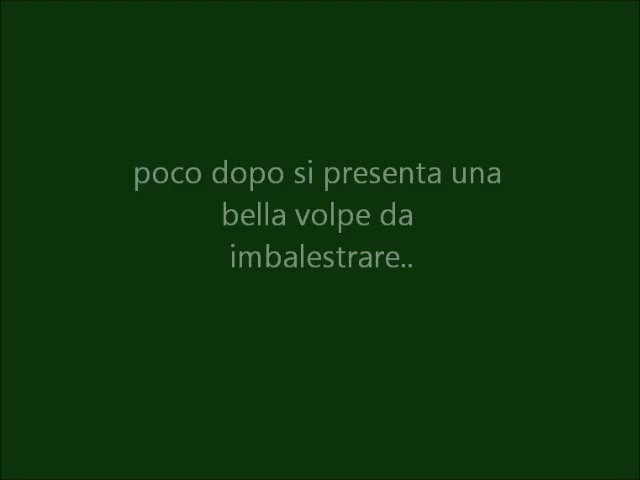 poco dopo si presenta una
bella volpe da
imbalestrare..